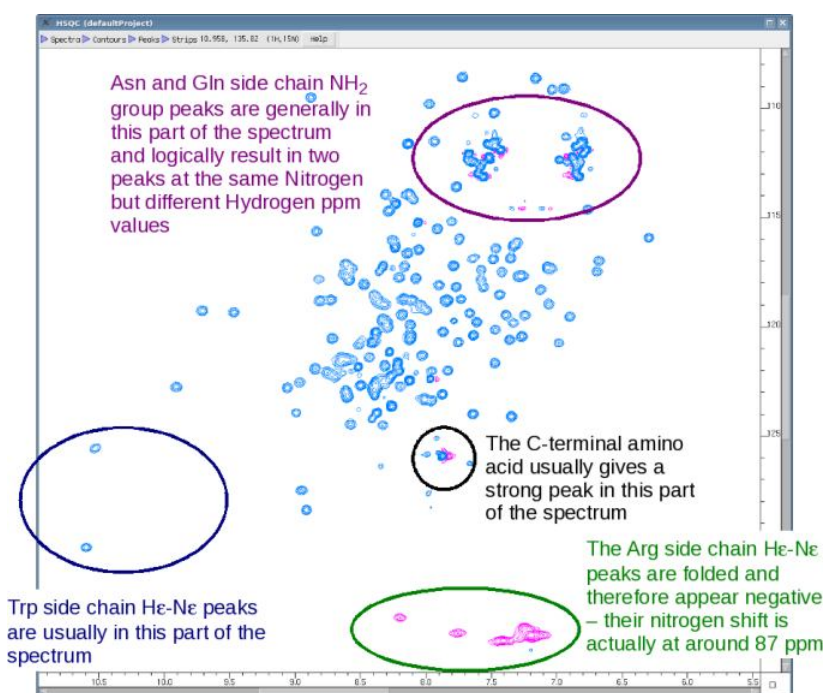 HSQC (defaultProject)
Spectra Contours Peaks Strips 10.958, 135.82 (1H,15N) Help
Asn and Gln side chain NH2
group peaks are generally in
this part of the spectrum
and logically result in two
peaks at the same Nitrogen
but different Hydrogen ppm
values
110
115
120
125
The C-terminal amino
acid usually gives a
strong peak in this part
of the spectrum
The Arg side chain Hε-Nε
peaks are folded and
therefore appear negative
– their nitrogen shift is
actually at around 87 ppm
Trp side chain Hε-Nε peaks
are usually in this part of the
spectrum
10.5 10.0 9.5 9.0 8.5 8.0 7.5 7.0 6.5 6.0 5.5